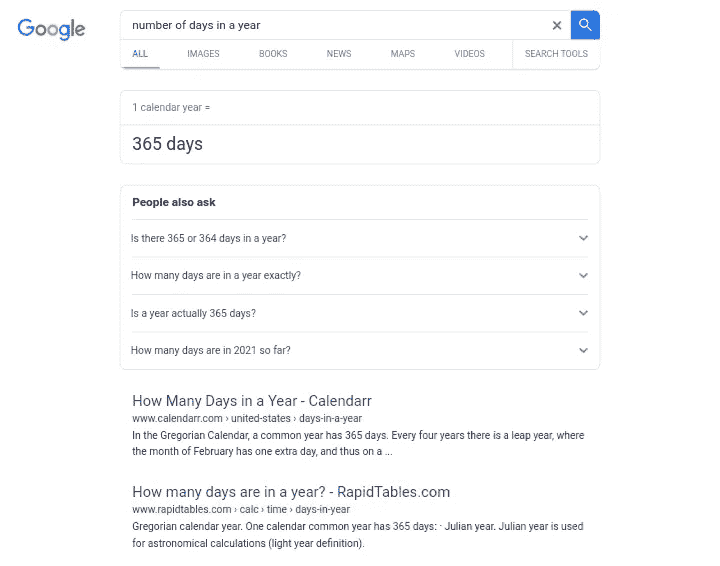 Google
number of days in a year
ALL IMAGES BOOKS NEWS MAPS VIDEOS SEARCH TOOLS
1 calendar year =
365 days
People also ask
Is there 365 or 364 days in a year?
How many days are in a year exactly?
Is a year actually 365 days?
How many days are in 2021 so far?
How Many Days in a Year - Calendarr
www.calendarr.com › united-states › days-in-a-year
In the Gregorian Calendar, a common year has 365 days. Every four years there is a leap year, where
the month of February has one extra day, and thus on a ...
How many days are in a year? - RapidTables.com
www.rapidtables.com › calc › time › days-in-year
Gregorian calendar year. One calendar common year has 365 days: · Julian year. Julian year is used
for astronomical calculations (light year definition).